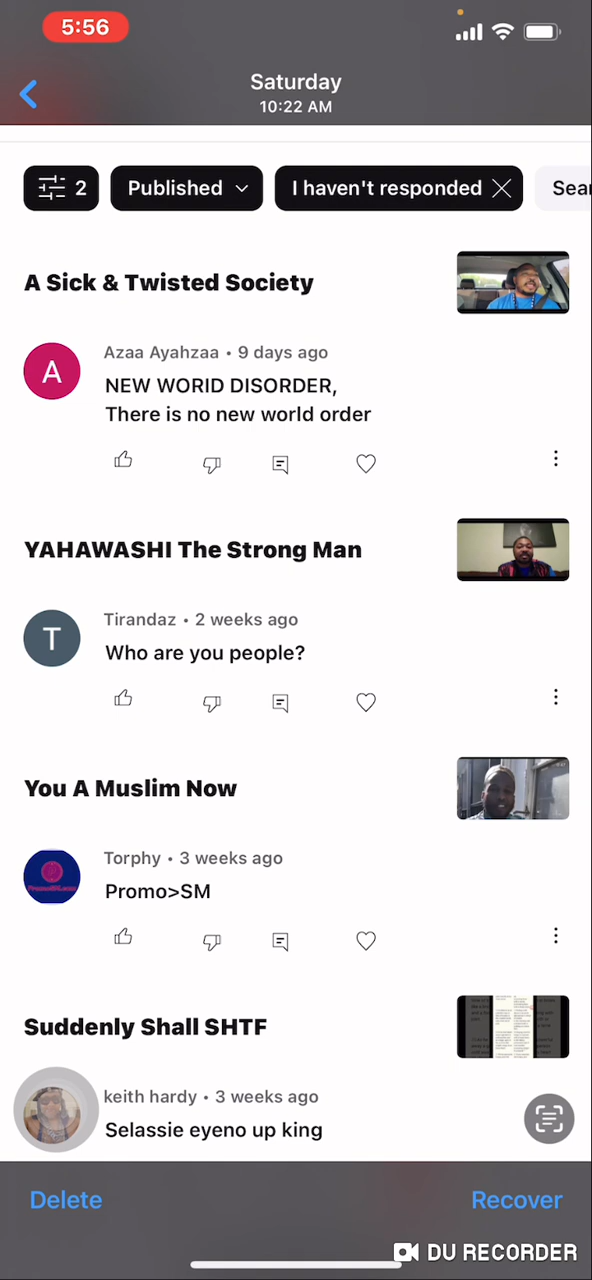 5:56
Saturday
10:22 AM
2
Published
I haven't responded
Sear
A Sick & Twisted Society
A
Azaa Ayahzaa • 9 days ago
NEW WORID DISORDER,
There is no new world order
YAHAWASHI The Strong Man
T
Tirandaz • 2 weeks ago
Who are you people?
You A Muslim Now
Torphy • 3 weeks ago
Promo>SM
Suddenly Shall SHTF
keith hardy • 3 weeks ago
Selassie eyeno up king
Delete
Recover
DU RECORDER